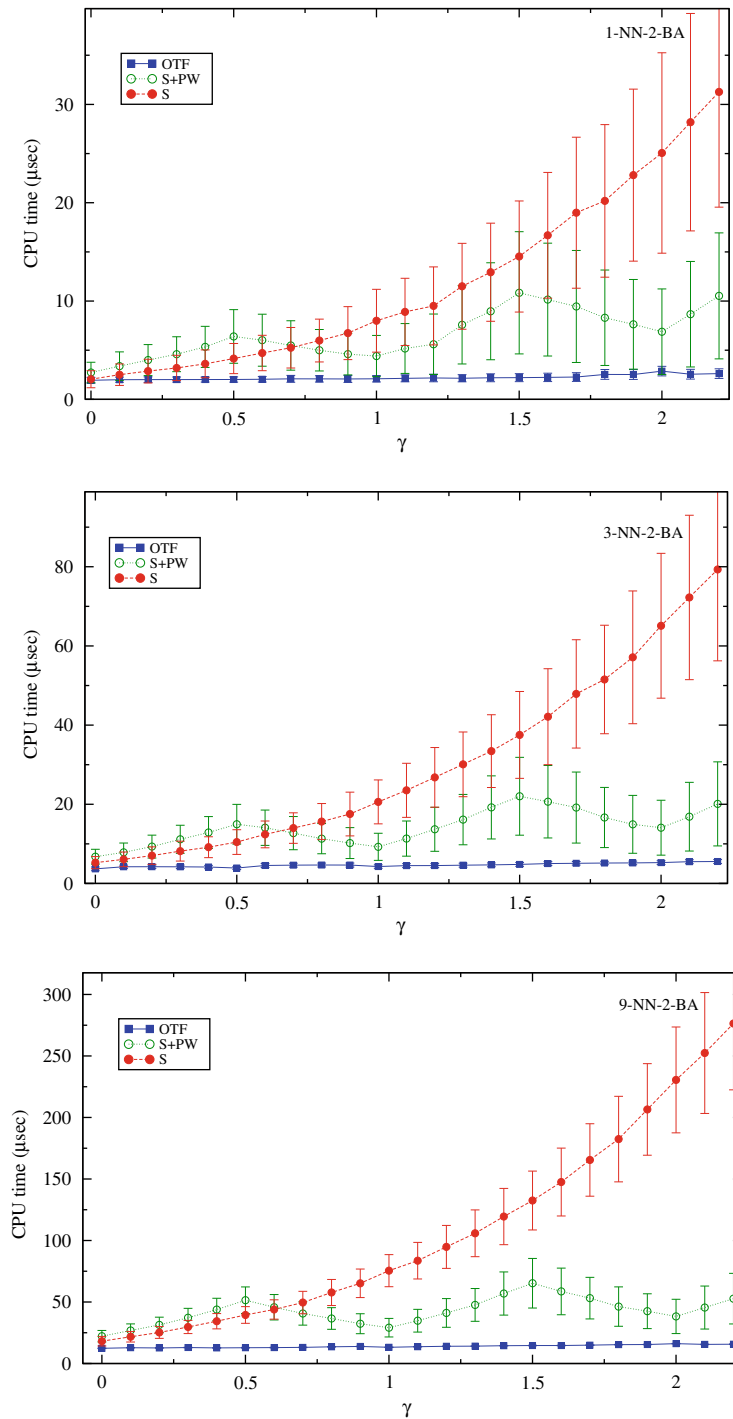 1-NN-2-BA
OTF
S+PW
S
CPU time (μsec)
30
20
10
0
0
0.5
1
1.5
2
γ
3-NN-2-BA
OTF
S+PW
S
CPU time (μsec)
80
60
40
20
0
0
0.5
1
1.5
2
γ
9-NN-2-BA
OTF
S+PW
S
CPU time (μsec)
300
250
200
150
100
50
0
0
0.5
1
1.5
2
γ